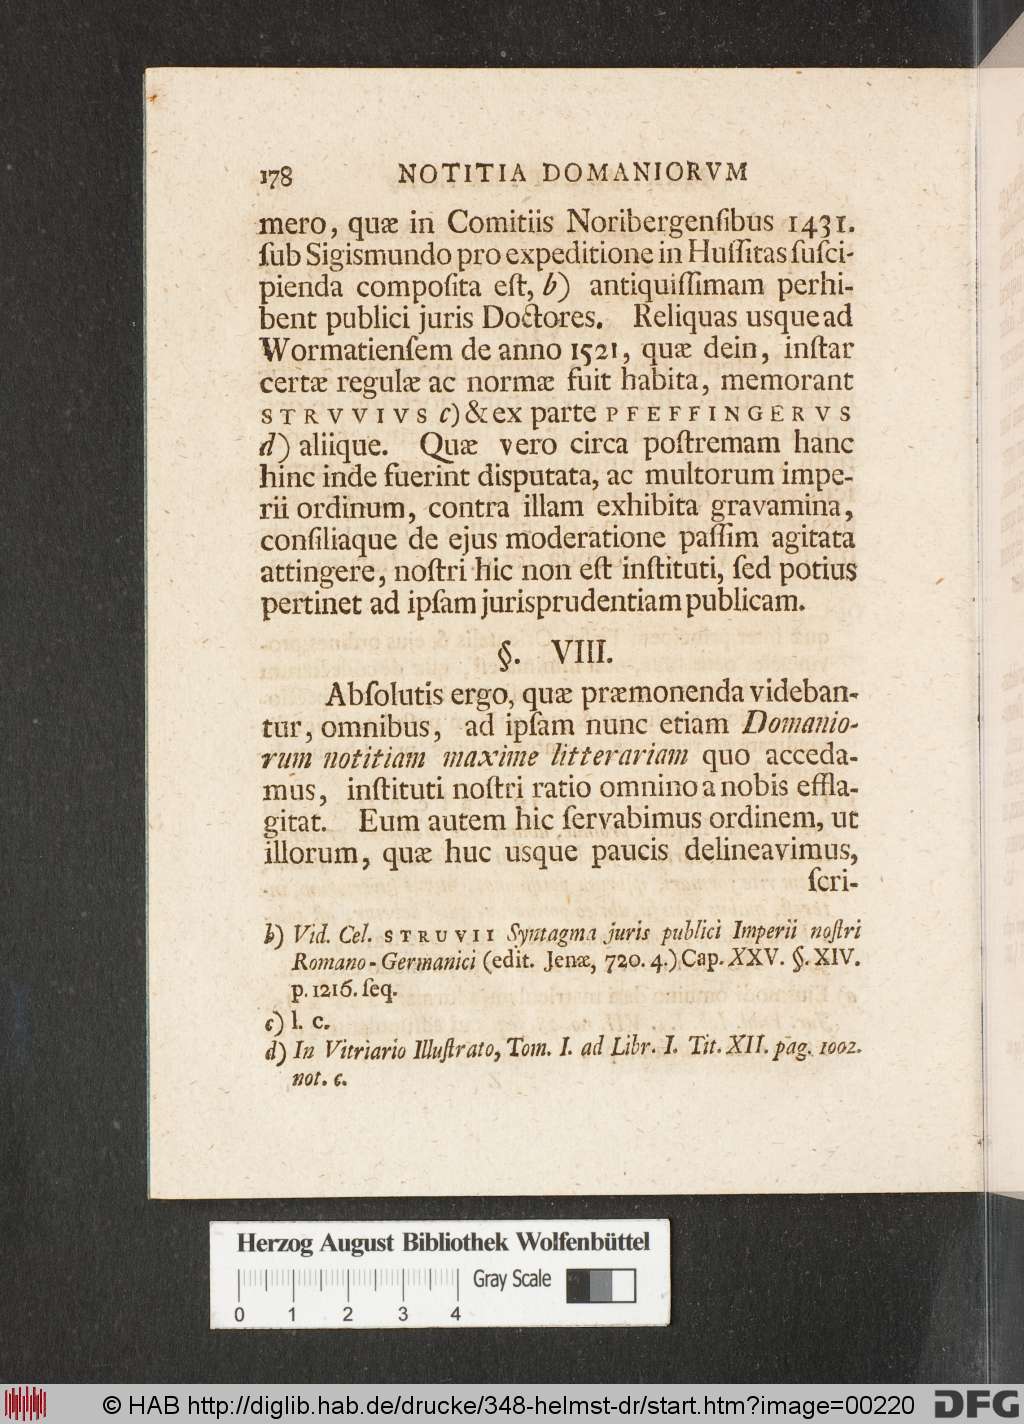 178 NOTITIA DOMANIORVM
mero, quæ in Comitiis Noribergenſibus 1431.
ſub Sigismundo pro expeditione in Huſſitas ſuſci-
pienda compoſita eſt, b) antiquiſſimam perhi-
bent publici juris Doctores. Reliquas usque ad
Wormatienſem de anno 1521, quæ dein, inſtar
certæ regulæ ac normæ fuit habita, memorant
STRVVIVS c) & ex parte PFEFFINGERVS
d) aliique. Quæ vero circa poſtremam hanc
hinc inde fuerint disputata, ac multorum impe-
rii ordinum, contra illam exhibita gravamina,
conſiliaque de ejus moderatione paſſim agitata
attingere, noſtri hic non eſt inſtituti, ſed potius
pertinet ad ipſam jurisprudentiam publicam.
§. VIII.
Abſolutis ergo, quæ præmonenda videban-
tur, omnibus, ad ipſam nunc etiam Domanio-
rum notitiam maxime litterariam quo acceda-
mus, inſtituti noſtri ratio omnino a nobis effla-
gitat. Eum autem hic ſervabimus ordinem, ut
illorum, quæ huc usque paucis delineavimus,
ſcri-
b) Vid. Cel. STRUVII Syntagma juris publici Imperii noſtri
Romano-Germanici (edit. Jenæ, 720. 4.) Cap. XXV. §. XIV.
p. 1216. ſeq.
c) l. c.
d) In Vitriario Illuſtrato, Tom. I. ad Libr. I. Tit. XII. pag. 1002.
not. c.
Herzog August Bibliothek Wolfenbüttel
Gray Scale
0 1 2 3 4
© HAB http://diglib.hab.de/drucke/348-helmst-dr/start.htm?image=00220
DFG